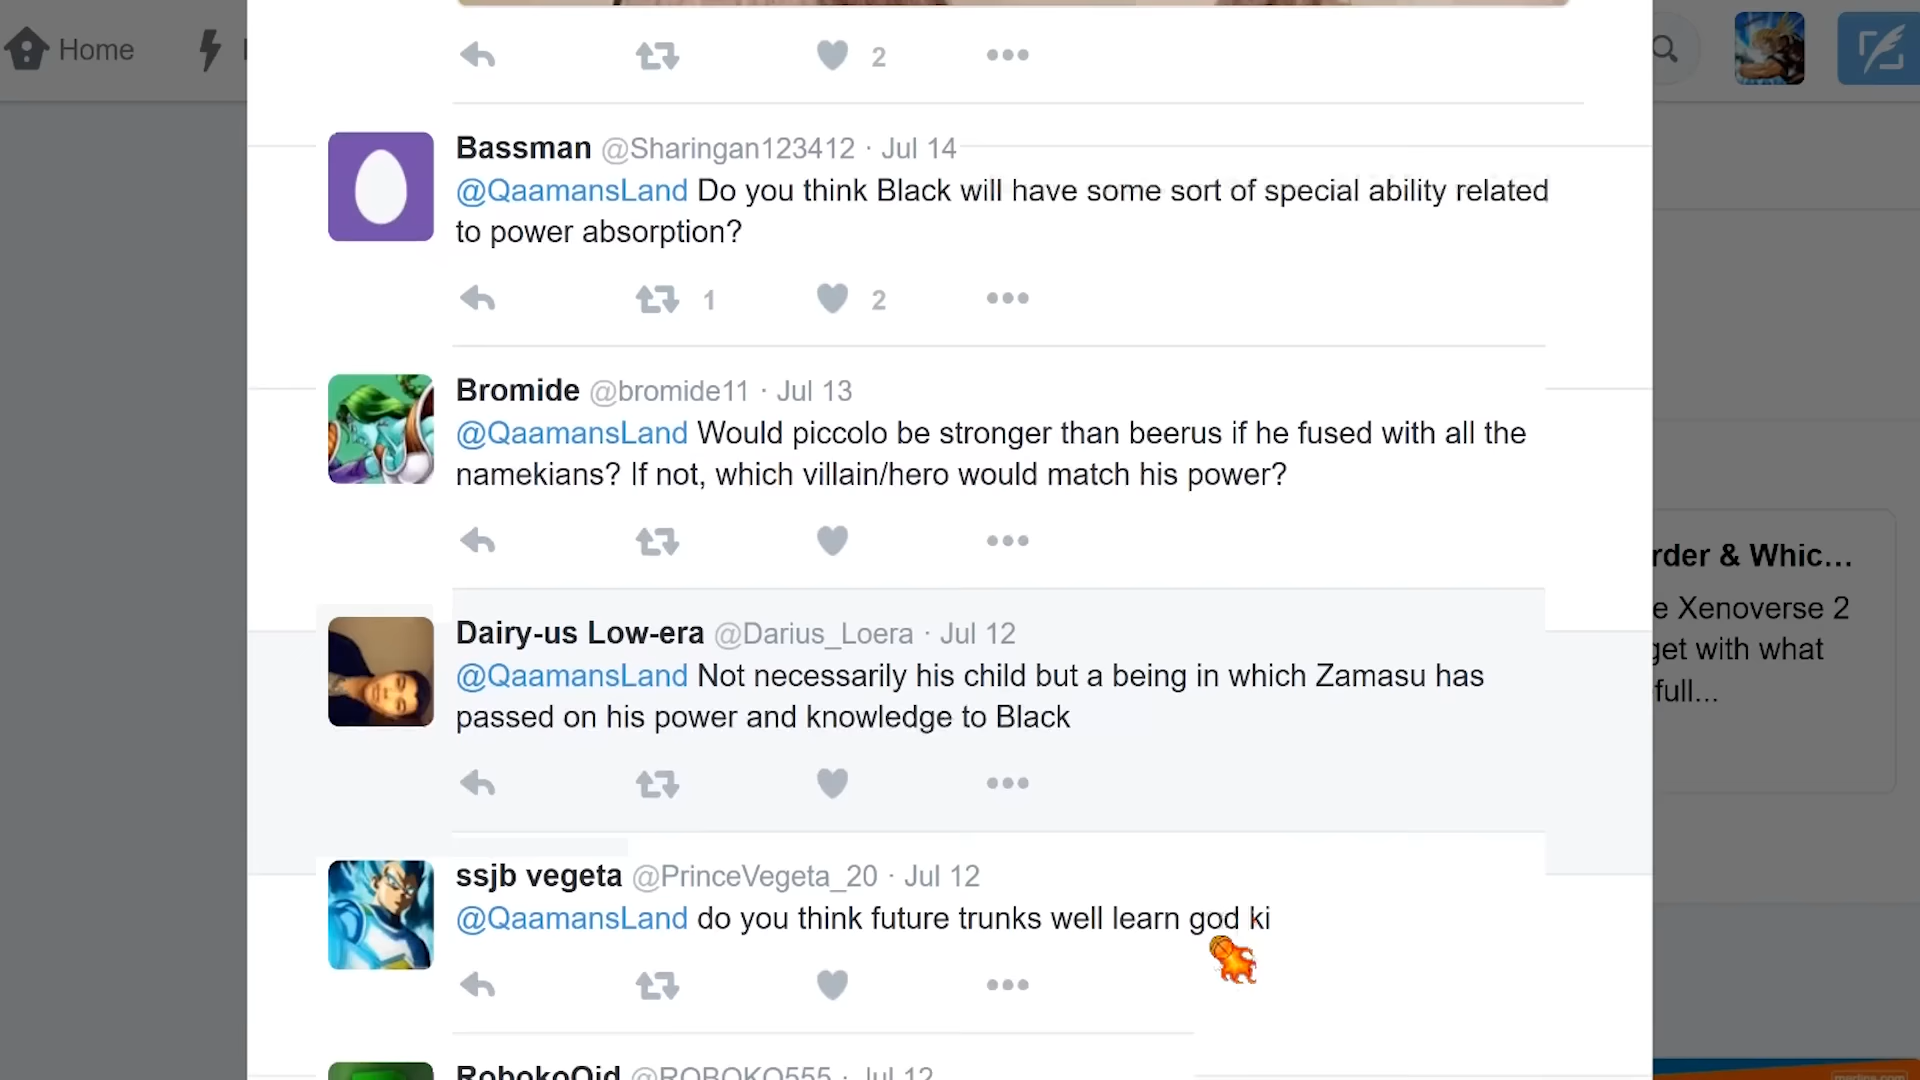 Home
2
Bassman @Sharingan123412 · Jul 14
@QaamansLand Do you think Black will have some sort of special ability related
to power absorption?
1 2
Bromide @bromide11 · Jul 13
@QaamansLand Would piccolo be stronger than beerus if he fused with all the
namekians? If not, which villain/hero would match his power?
rder & Whic...
e Xenoverse 2
get with what
full...
Dairy-us Low-era @Darius_Loera · Jul 12
@QaamansLand Not necessarily his child but a being in which Zamasu has
passed on his power and knowledge to Black
ssjb vegeta @PrinceVegeta_20 · Jul 12
@QaamansLand do you think future trunks well learn god ki
RobokoOid @ROBOKO555 · Jul 12